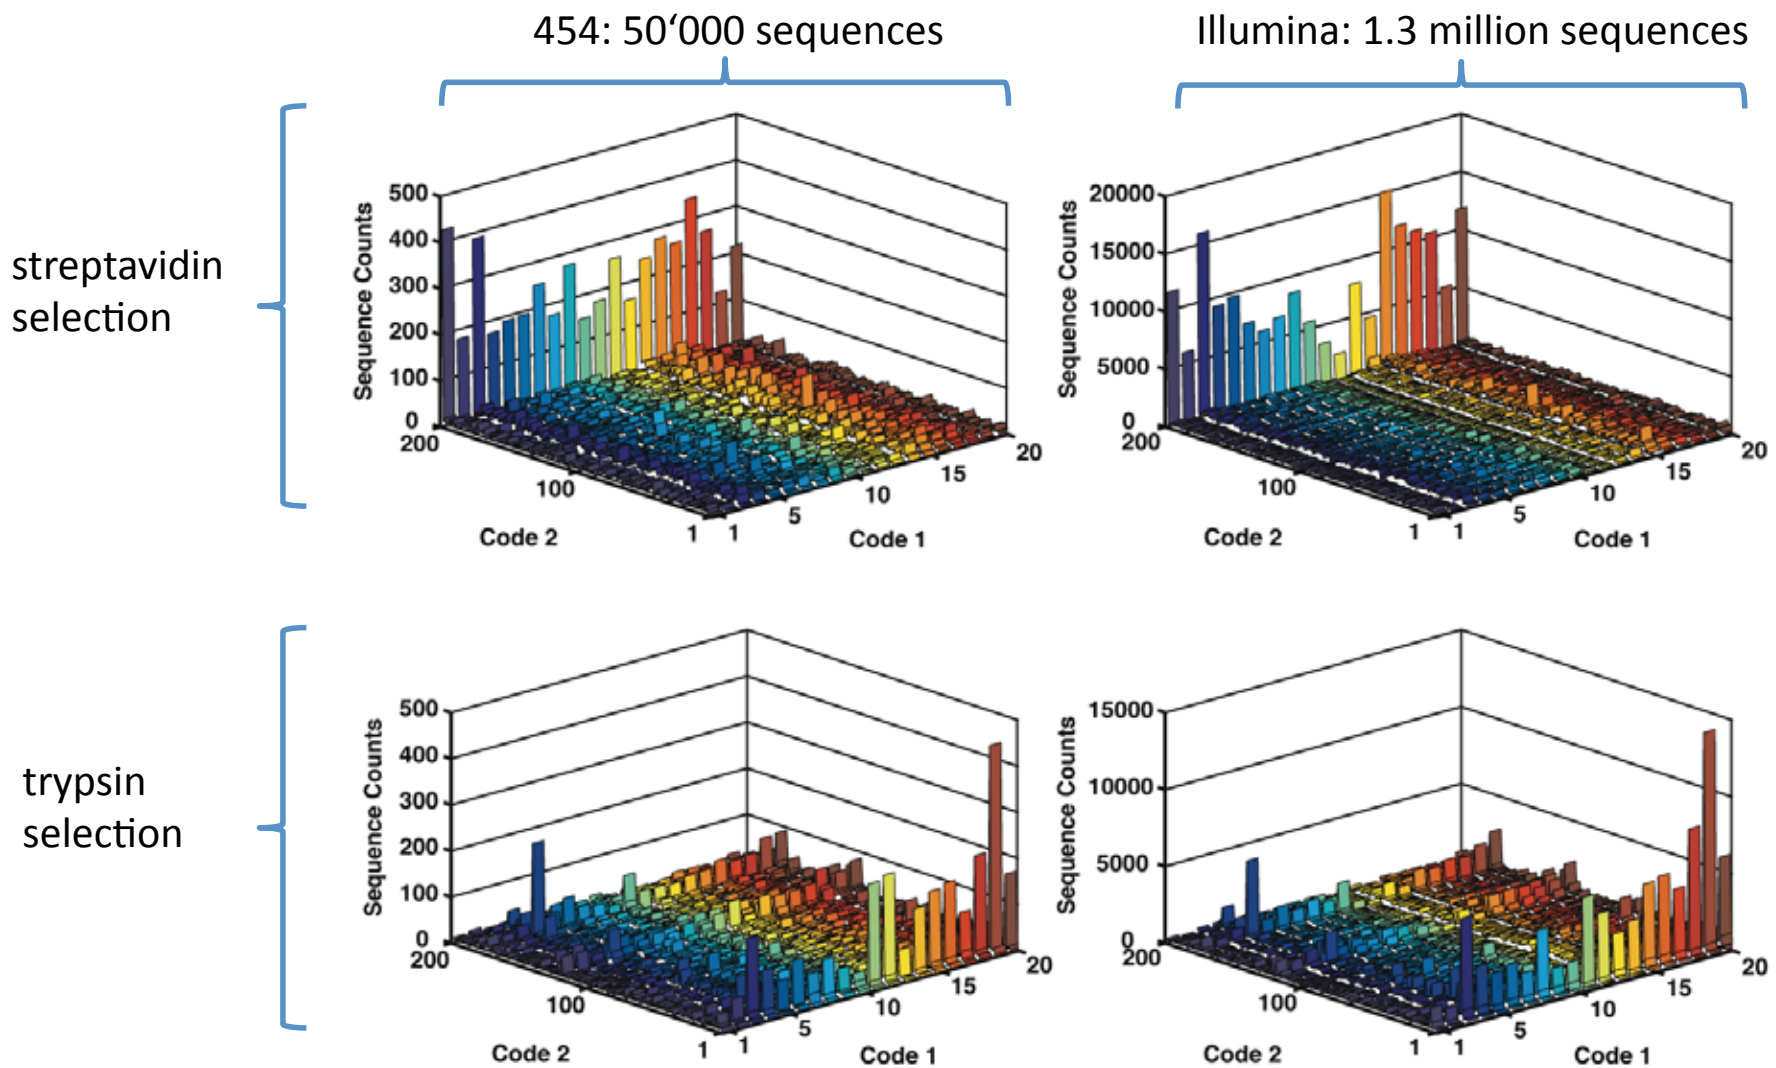 454: 50‘000 sequences
Illumina: 1.3 million sequences
streptavidin
selection
Sequence Counts
500
400
300
200
100
0
200
100
1
Code 2
1
5
10
15
20
Code 1
Sequence Counts
20000
15000
10000
5000
0
200
100
1
Code 2
1
5
10
15
20
Code 1
trypsin
selection
Sequence Counts
500
400
300
200
100
0
200
100
1
Code 2
1
5
10
15
20
Code 1
Sequence Counts
15000
10000
5000
0
200
100
1
Code 2
1
5
10
15
20
Code 1